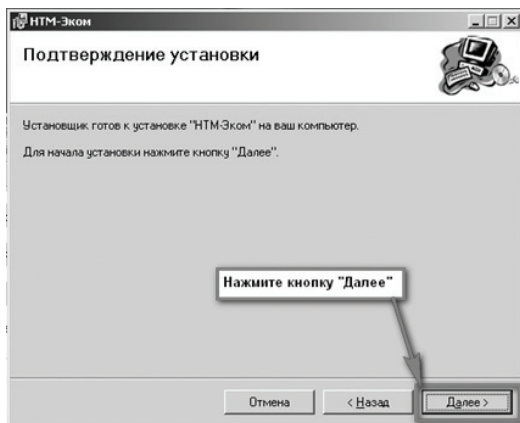 НТМ-Эком
Подтверждение установки
Установщик готов к установке "НТМ-Эком" на ваш компьютер.
Для начала установки нажмите кнопку "Далее".
Нажмите кнопку "Далее"
Отмена
< Назад
Далее >